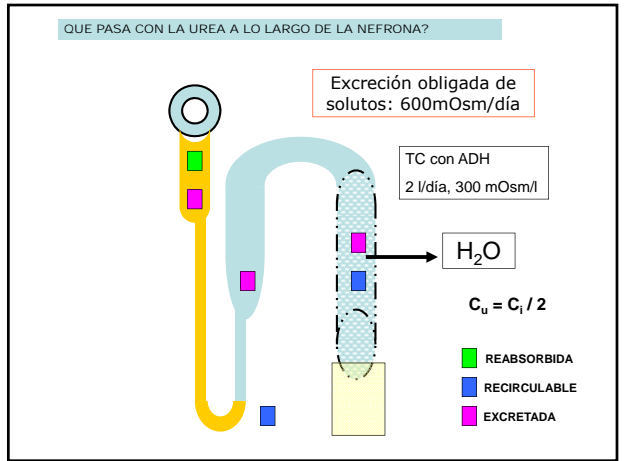 QUE PASA CON LA UREA A LO LARGO DE LA NEFRONA?
Excreción obligada de
solutos: 600mOsm/día
TC con ADH
2 l/día, 300 mOsm/l
H₂O
Cᵤ = Cᵢ / 2
REABSORBIDA
RECIRCULABLE
EXCRETADA